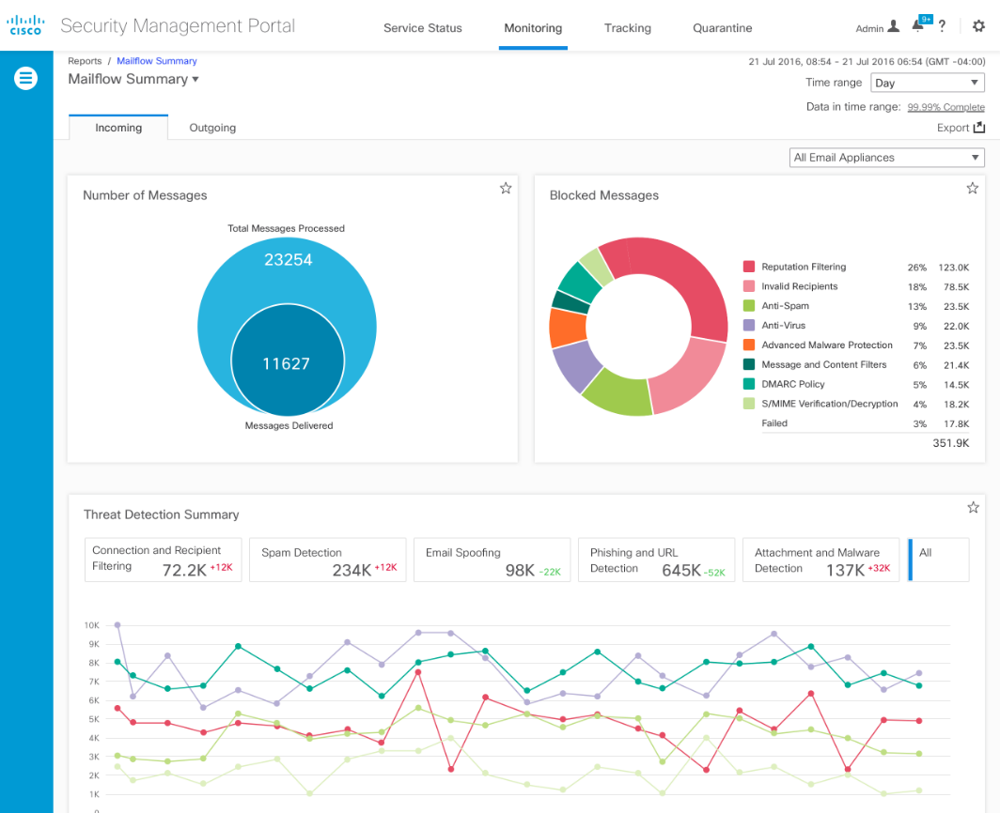 CISCO Security Management Portal Service Status Monitoring Tracking Quarantine Admin 9+ ?
Reports / Mailflow Summary 21 Jul 2016, 08:54 - 21 Jul 2016 06:54 (GMT -04:00)
Mailflow Summary Time range Day
Data in time range: 99.99% Complete
Incoming Outgoing Export
All Email Appliances
Number of Messages
Total Messages Processed
23254
11627
Messages Delivered
Blocked Messages
Reputation Filtering 26% 123.0K
Invalid Recipients 18% 78.5K
Anti-Spam 13% 23.5K
Anti-Virus 9% 22.0K
Advanced Malware Protection 7% 23.5K
Message and Content Filters 6% 21.4K
DMARC Policy 5% 14.5K
S/MIME Verification/Decryption 4% 18.2K
Failed 3% 17.8K
351.9K
Threat Detection Summary
Connection and Recipient
Filtering 72.2K +12K
Spam Detection
234K +12K
Email Spoofing
98K -22K
Phishing and URL
Detection 645K -52K
Attachment and Malware
Detection 137K +32K
All
10K
9K
8K
7K
6K
5K
4K
3K
2K
1K
0